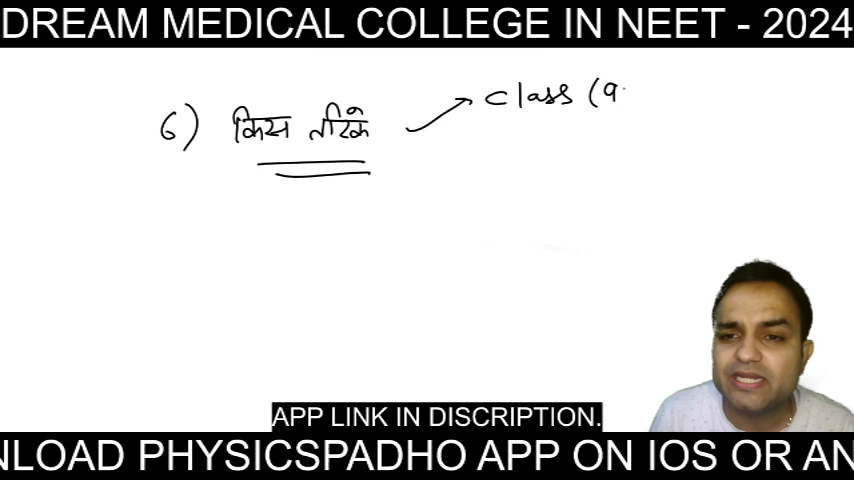 DREAM MEDICAL COLLEGE IN NEET - 2024
6) किस तरिके → class (9
APP LINK IN DISCRIPTION.
NLOAD PHYSICSPADHO APP ON IOS OR AN